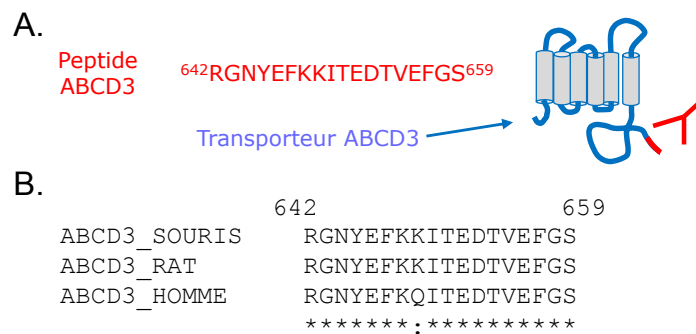 A.
Peptide
ABCD3
642RGNYEFKKITEDTVEFGS659
Transporteur ABCD3
B.
642 659
ABCD3_SOURIS RGNYEFKKITEDTVEFGS
ABCD3_RAT RGNYEFKKITEDTVEFGS
ABCD3_HOMME RGNYEFKQITEDTVEFGS
*******:**********